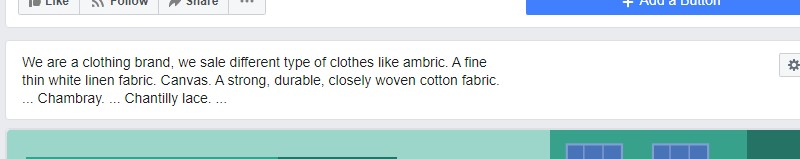 Like Follow Share ... + Add a Button
We are a clothing brand, we sale different type of clothes like ambric. A fine
thin white linen fabric. Canvas. A strong, durable, closely woven cotton fabric.
... Chambray. ... Chantilly lace. ...